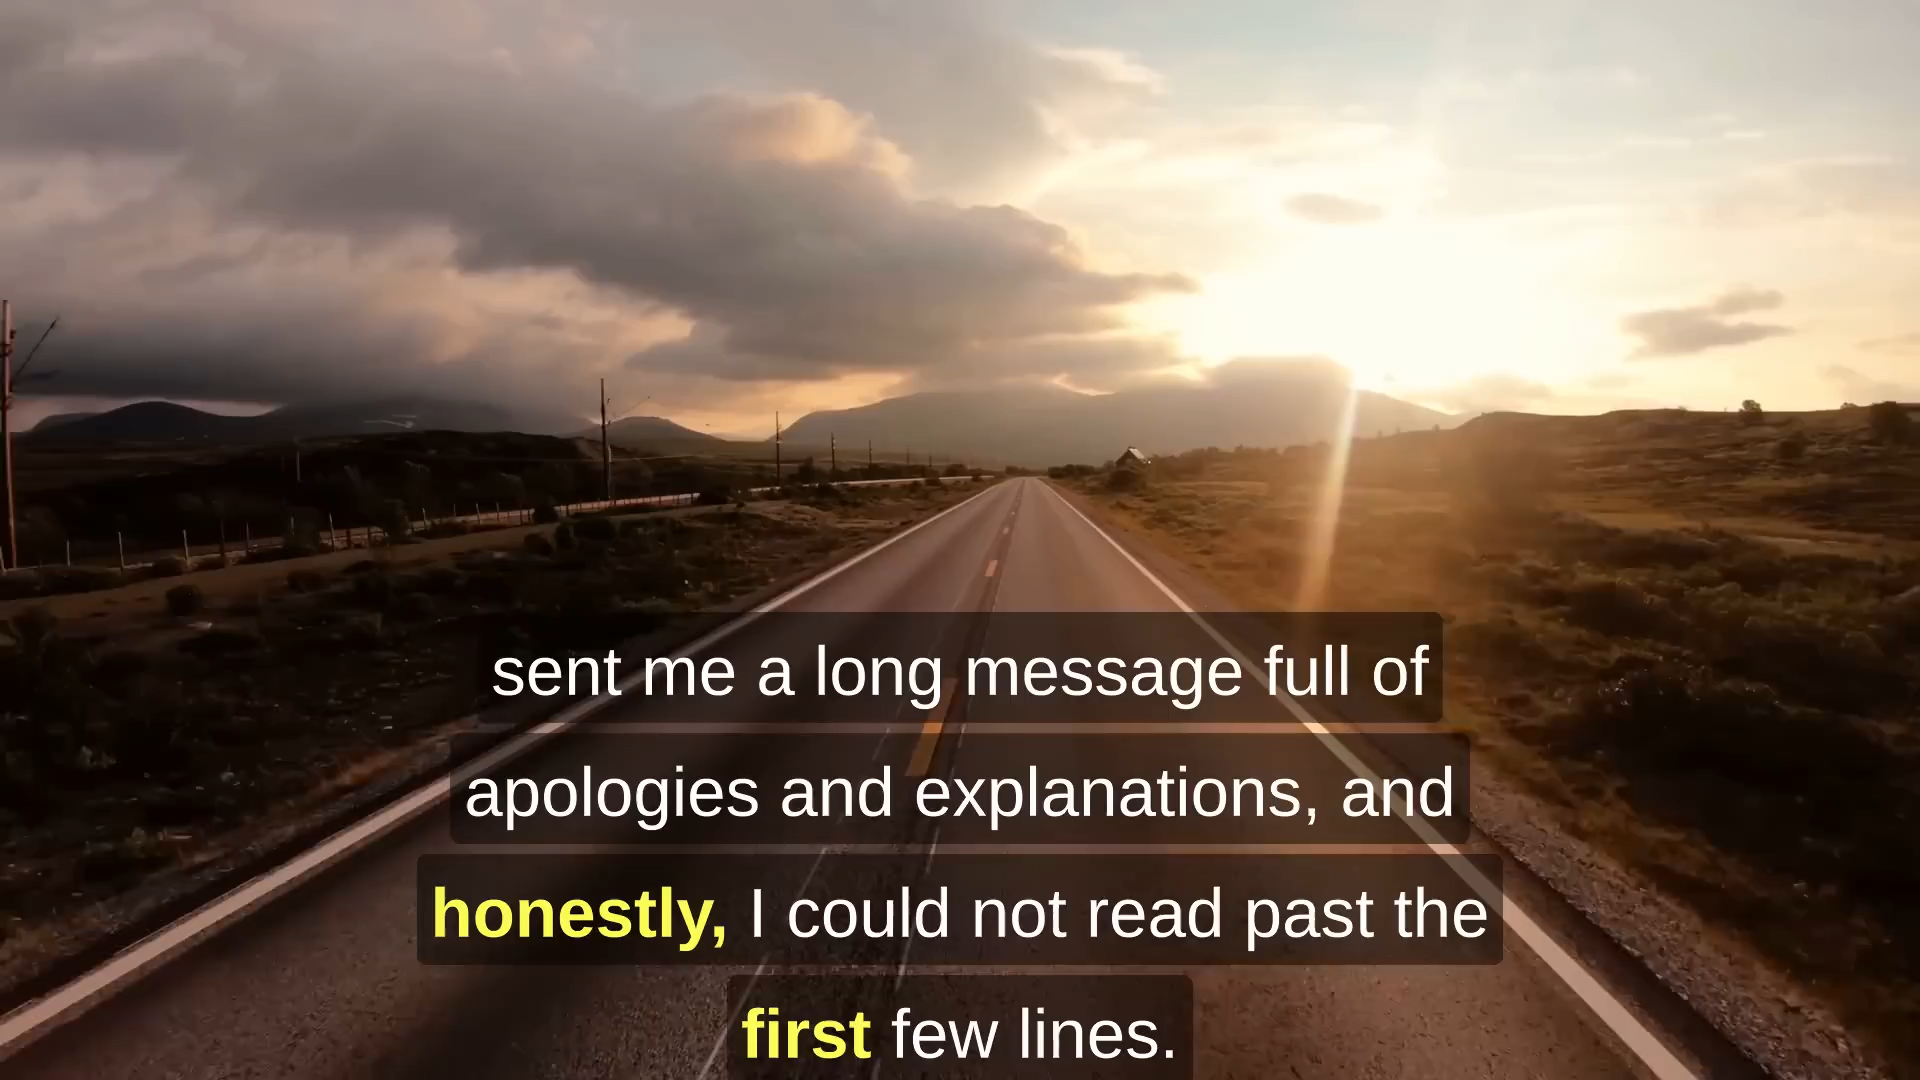 sent me a long message full of
apologies and explanations, and
honestly, I could not read past the
first few lines.